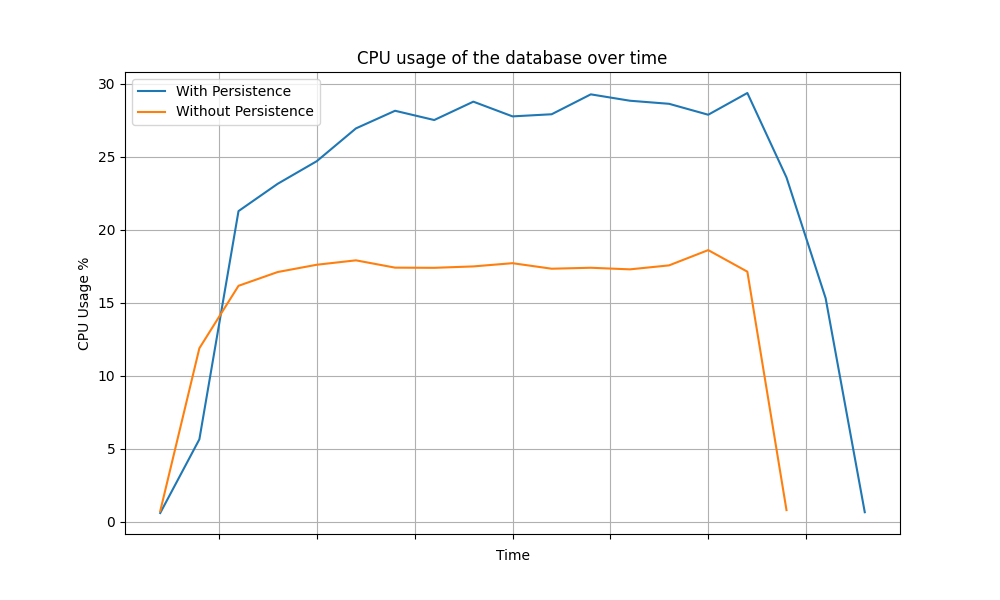 CPU usage of the database over time
With Persistence
Without Persistence
30
25
20
15
10
5
0
CPU Usage %
Time